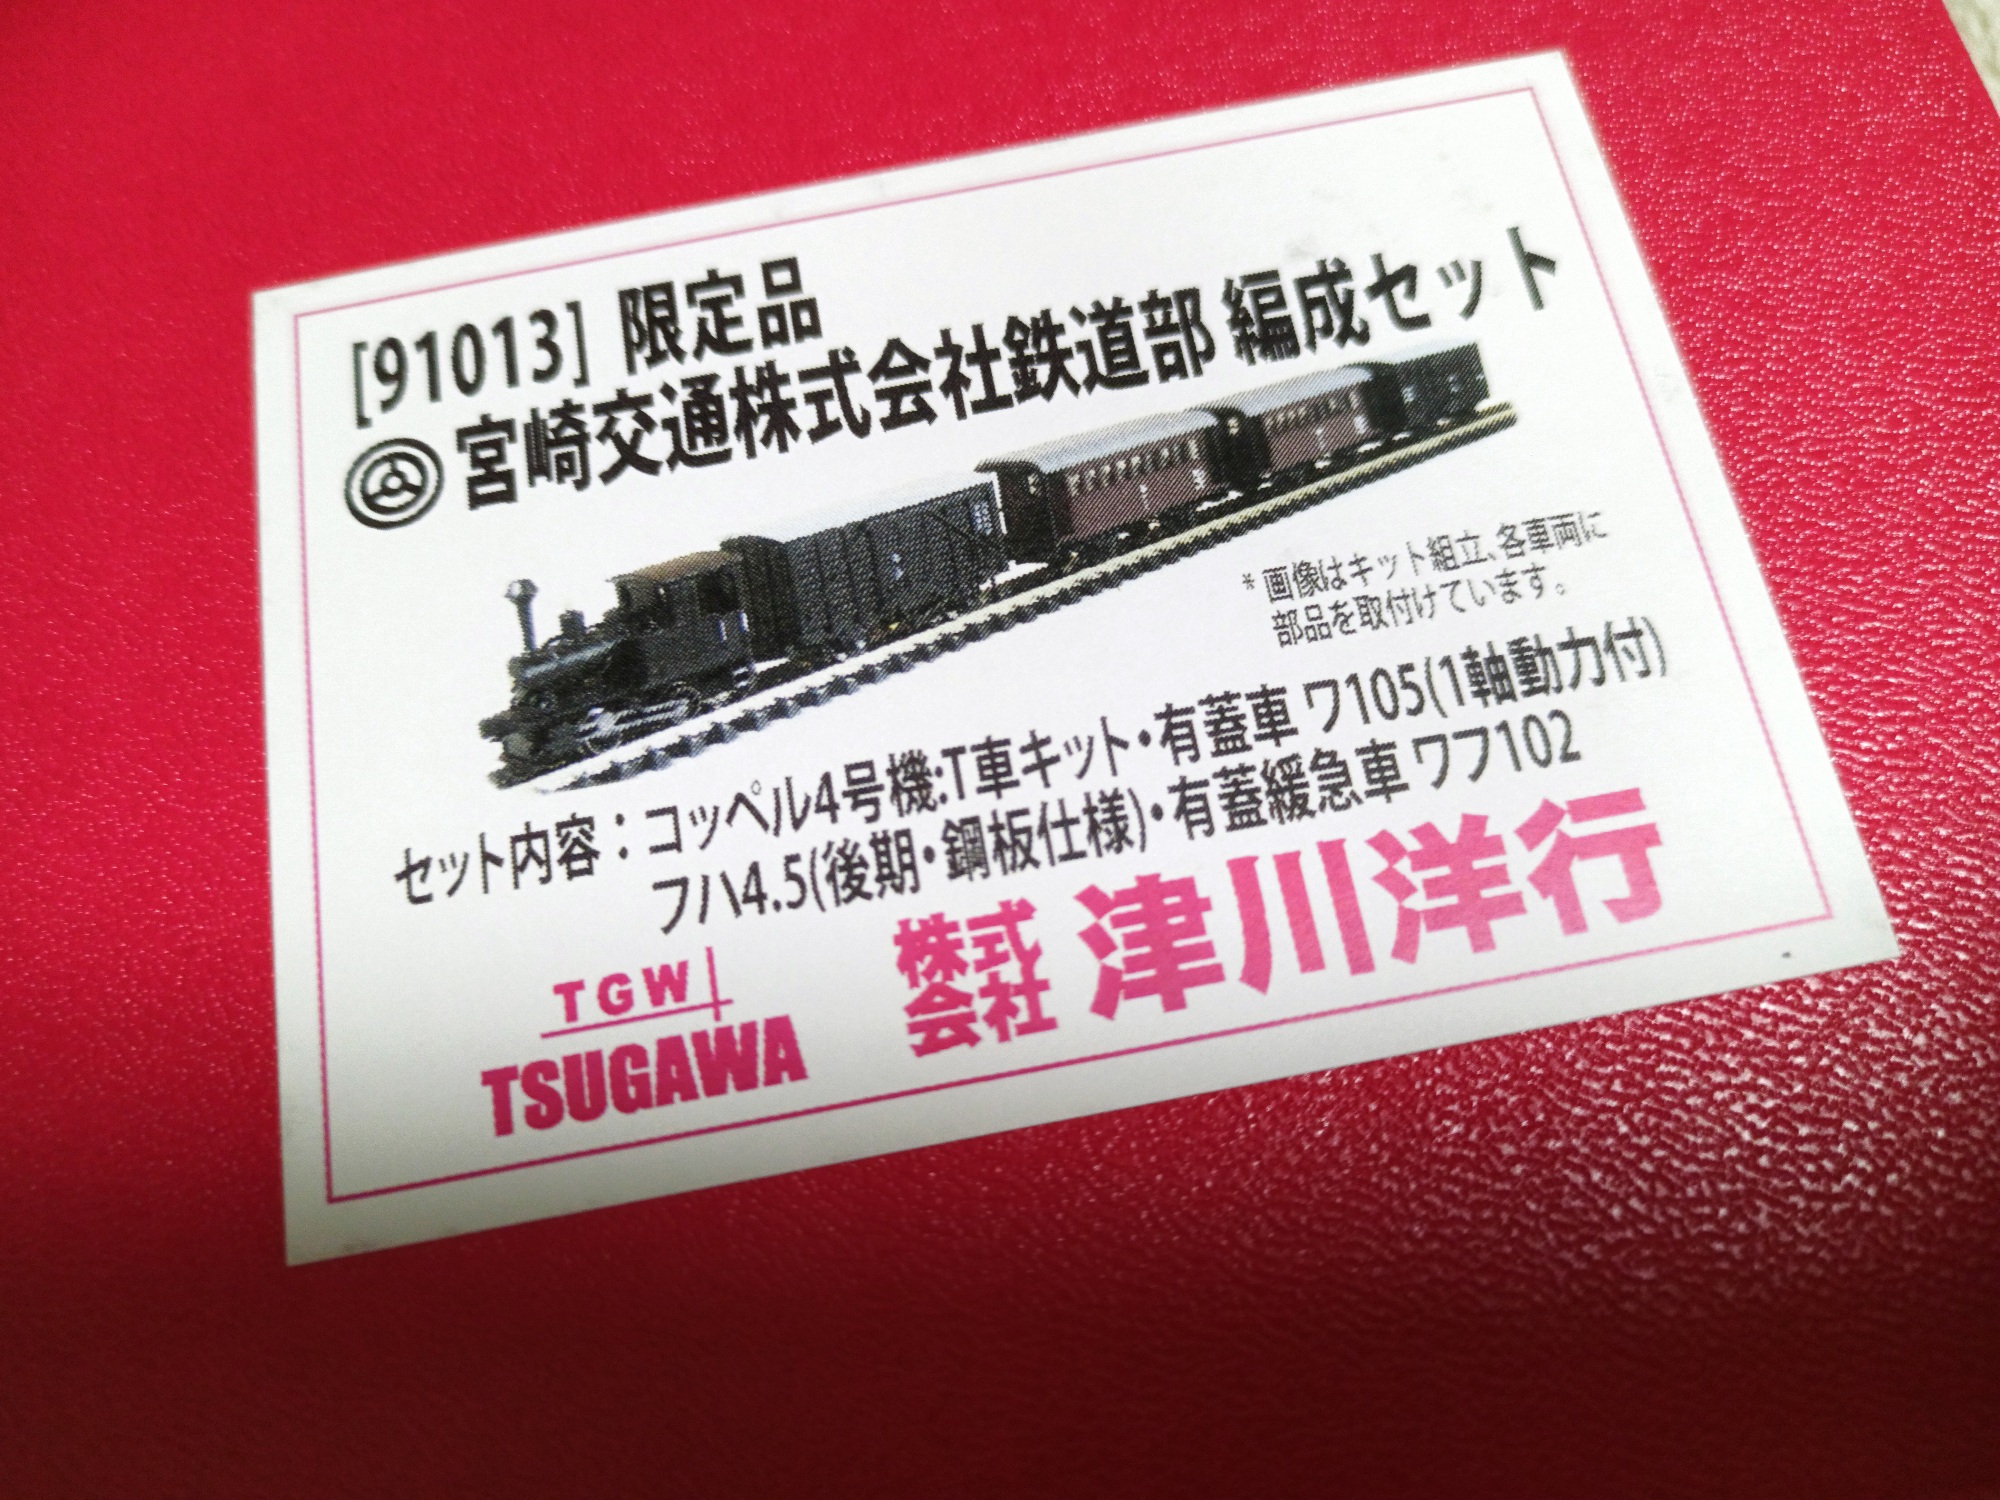 [91013] 限定品
宮崎交通株式会社鉄道部 編成セット
*画像はキット組立、各車両に
部品を取付けています。
セット内容：コッペル4号機:T車キット・有蓋車 ワ105(1軸動力付)
フハ4.5(後期・鋼板仕様)・有蓋緩急車 ワフ102
TGW
TSUGAWA
株式会社 津川洋行